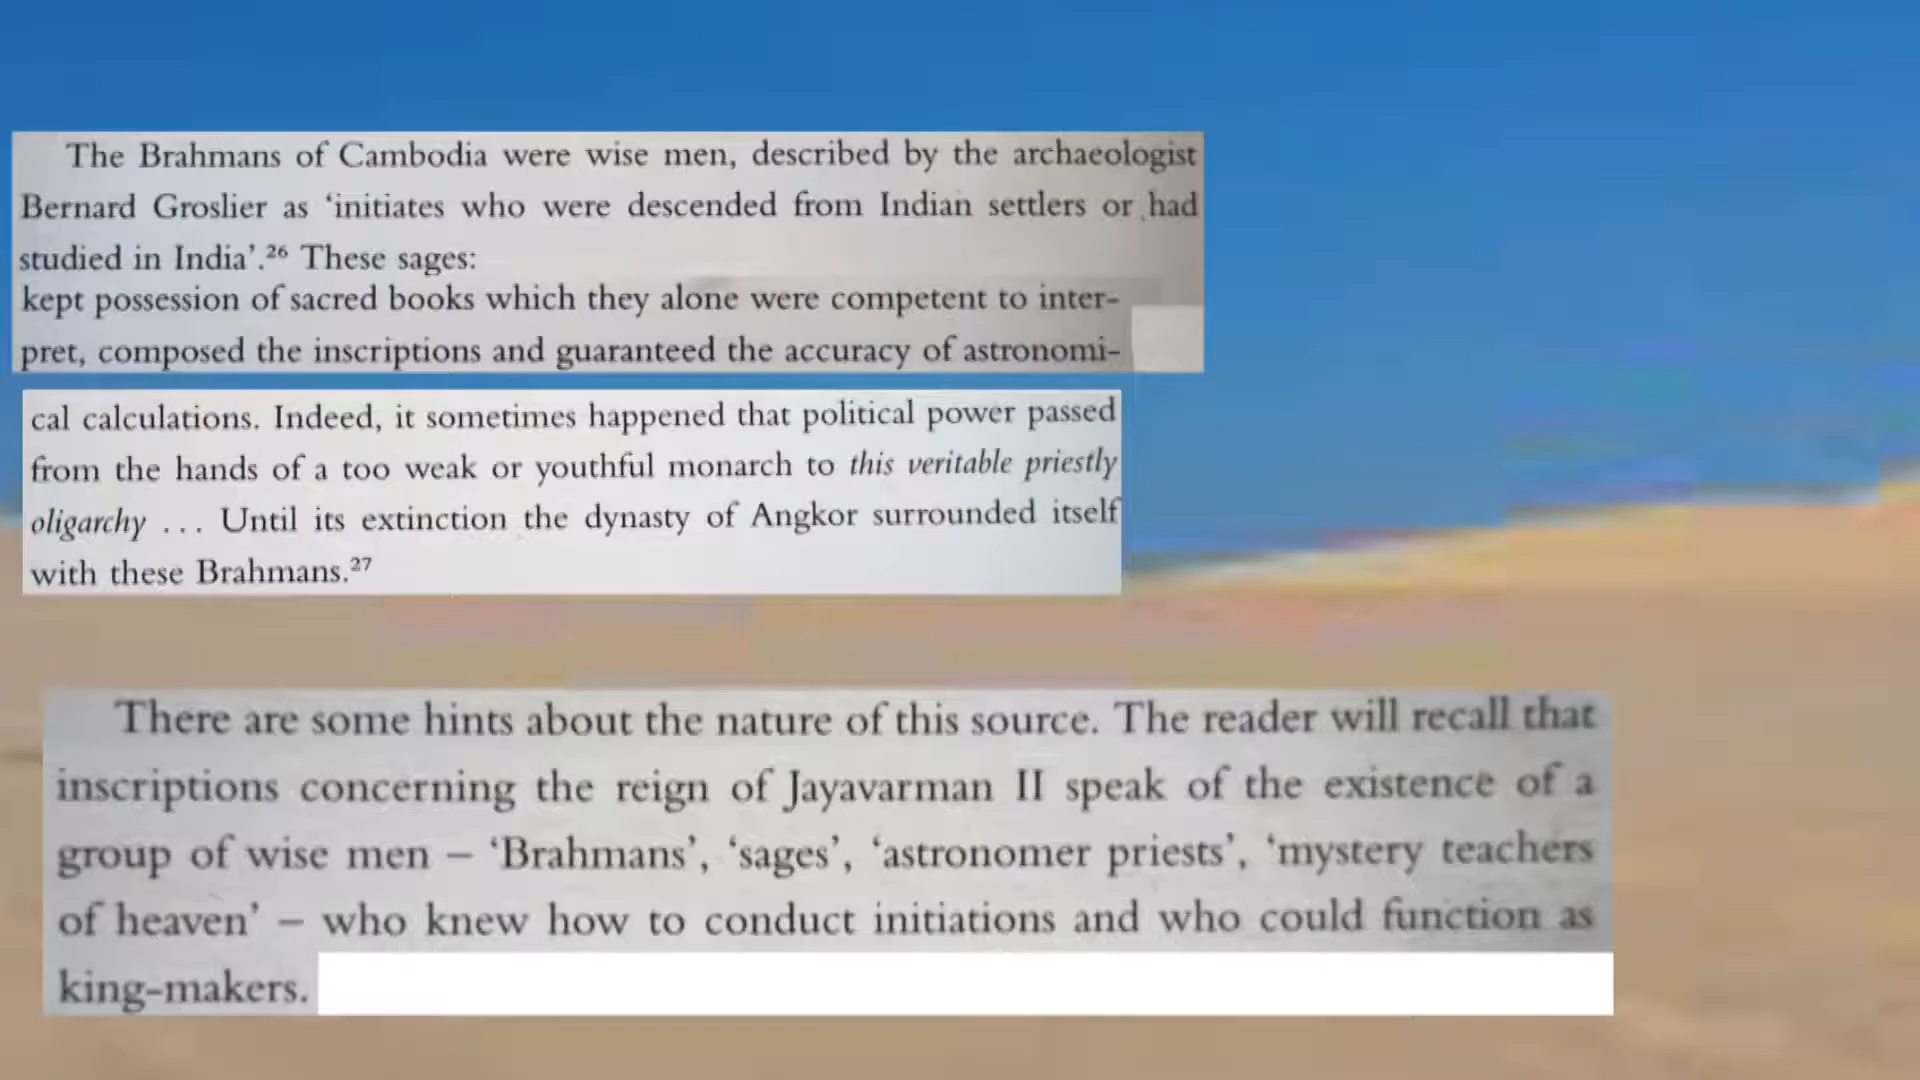 The Brahmans of Cambodia were wise men, described by the archaeologist
Bernard Groslier as ‘initiates who were descended from Indian settlers or had
studied in India’.²⁶ These sages:
kept possession of sacred books which they alone were competent to inter-
pret, composed the inscriptions and guaranteed the accuracy of astronomi-
cal calculations. Indeed, it sometimes happened that political power passed
from the hands of a too weak or youthful monarch to this veritable priestly
oligarchy ... Until its extinction the dynasty of Angkor surrounded itself
with these Brahmans.²⁷
There are some hints about the nature of this source. The reader will recall that
inscriptions concerning the reign of Jayavarman II speak of the existence of a
group of wise men – ‘Brahmans’, ‘sages’, ‘astronomer priests’, ‘mystery teachers
of heaven’ – who knew how to conduct initiations and who could function as
king-makers.